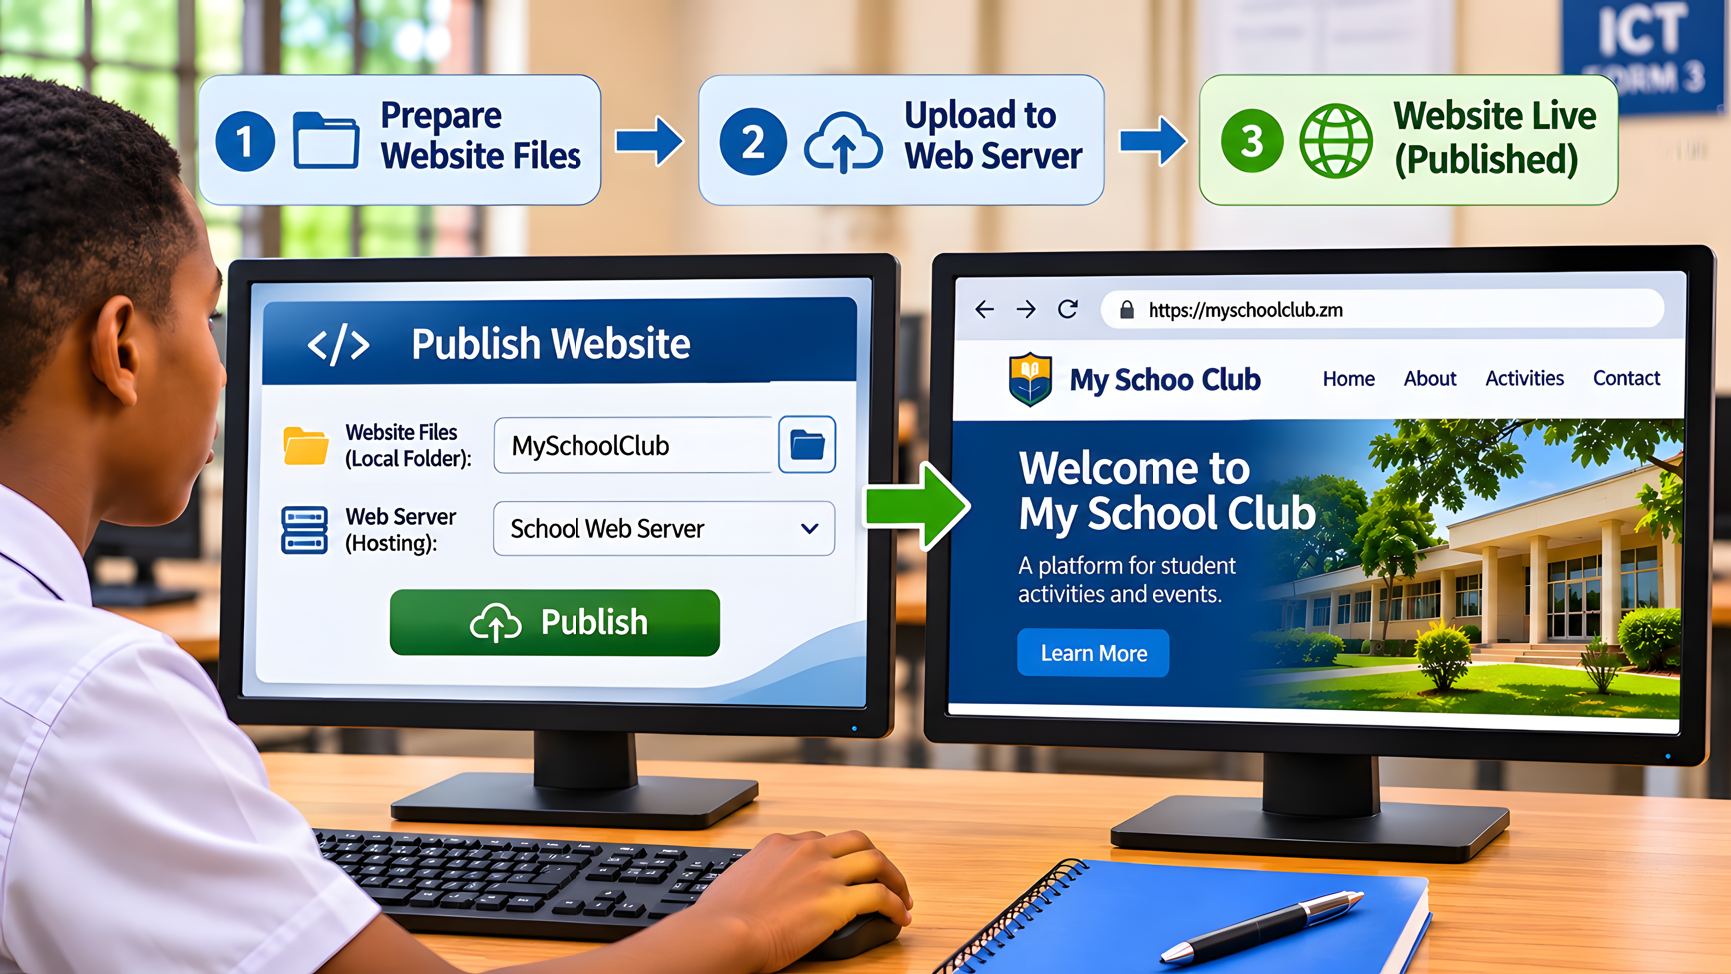 ICT
FORM 3
1
Prepare
Website Files
2
Upload to
Web Server
3
Website Live
(Published)
</> Publish Website
Website Files
(Local Folder):
MySchoolClub
Web Server
(Hosting):
School Web Server
Publish
https://myschoolclub.zm
My Schoo Club
Home About Activities Contact
Welcome to
My School Club
A platform for student
activities and events.
Learn More